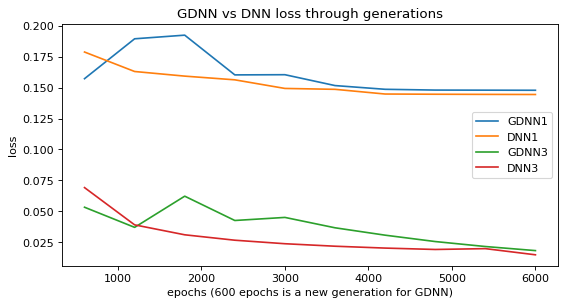 GDNN vs DNN loss through generations
0.200
0.175
0.150
0.125
0.100
0.075
0.050
0.025
loss
GDNN1
DNN1
GDNN3
DNN3
1000 2000 3000 4000 5000 6000
epochs (600 epochs is a new generation for GDNN)